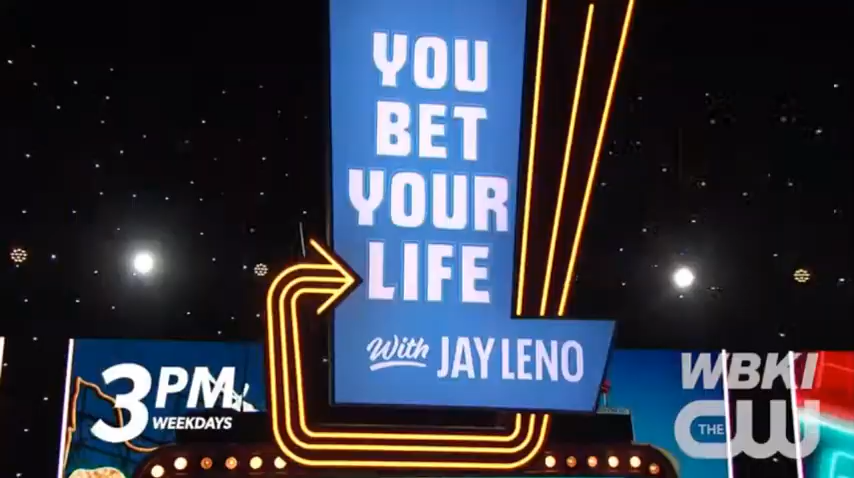 YOU
BET
YOUR
LIFE
With JAY LENO
3PM
WEEKDAYS
WBKI
THE CW